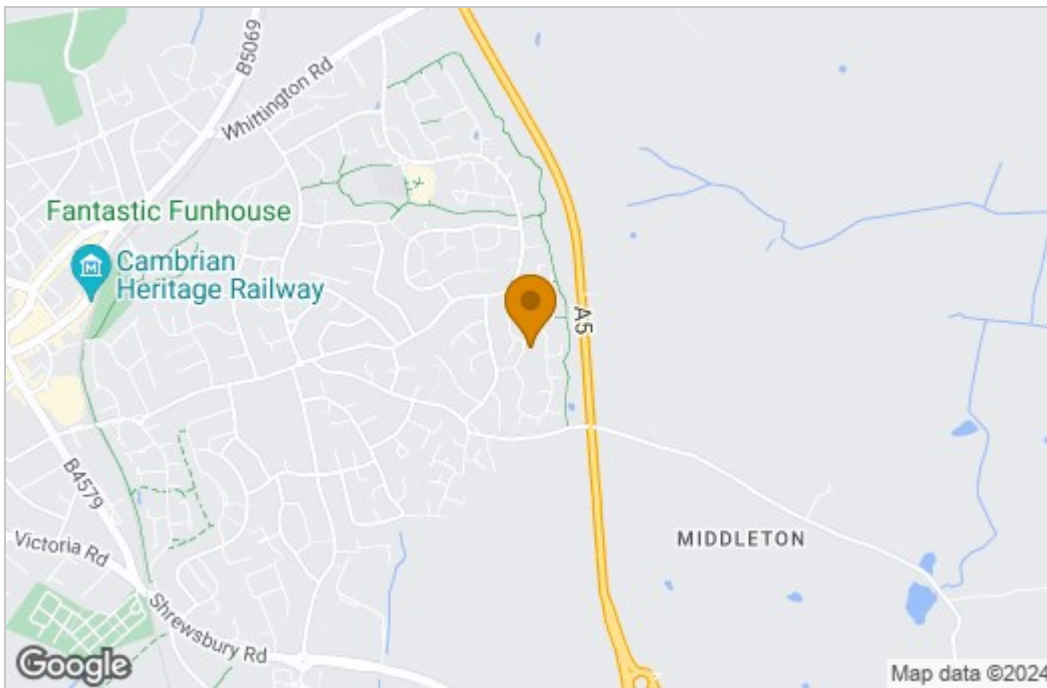 B5069
Whittington Rd
Fantastic Funhouse
Cambrian
Heritage Railway
A5
B4579
Victoria Rd
MIDDLETON
Shrewsbury Rd
Google
Map data ©2024